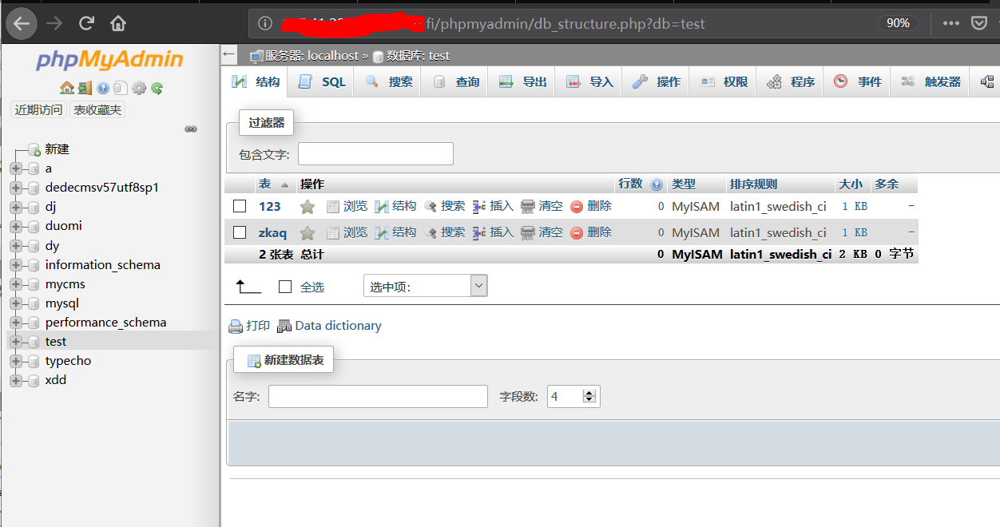 fi/phpmyadmin/db_structure.php?db=test 90%
phpMyAdmin
近期访问 表收藏夹
新建
a
dedecmsv57utf8sp1
dj
duomi
dy
information_schema
mycms
mysql
performance_schema
test
typecho
xdd
服务器: localhost » 数据库: test
结构 SQL 搜索 查询 导出 导入 操作 权限 程序 事件 触发器
过滤器
包含文字:
表 操作 行数 类型 排序规则 大小 多余
123 浏览 结构 搜索 插入 清空 删除 0 MyISAM latin1_swedish_ci 1 KB -
zkaq 浏览 结构 搜索 插入 清空 删除 0 MyISAM latin1_swedish_ci 1 KB -
2 张表 总计 0 MyISAM latin1_swedish_ci 2 KB 0 字节
全选 选中项:
打印 Data dictionary
新建数据表
名字: 字段数: 4